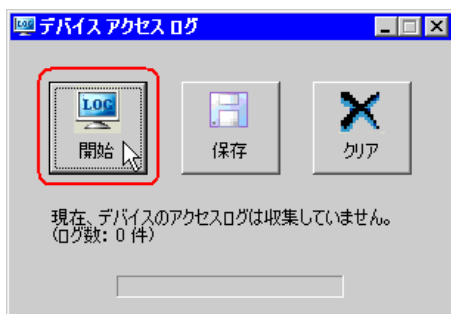 デバイス アクセス ログ
LOG
開始
保存
クリア
現在、デバイスのアクセスログは収集していません。
(ログ数: 0 件)